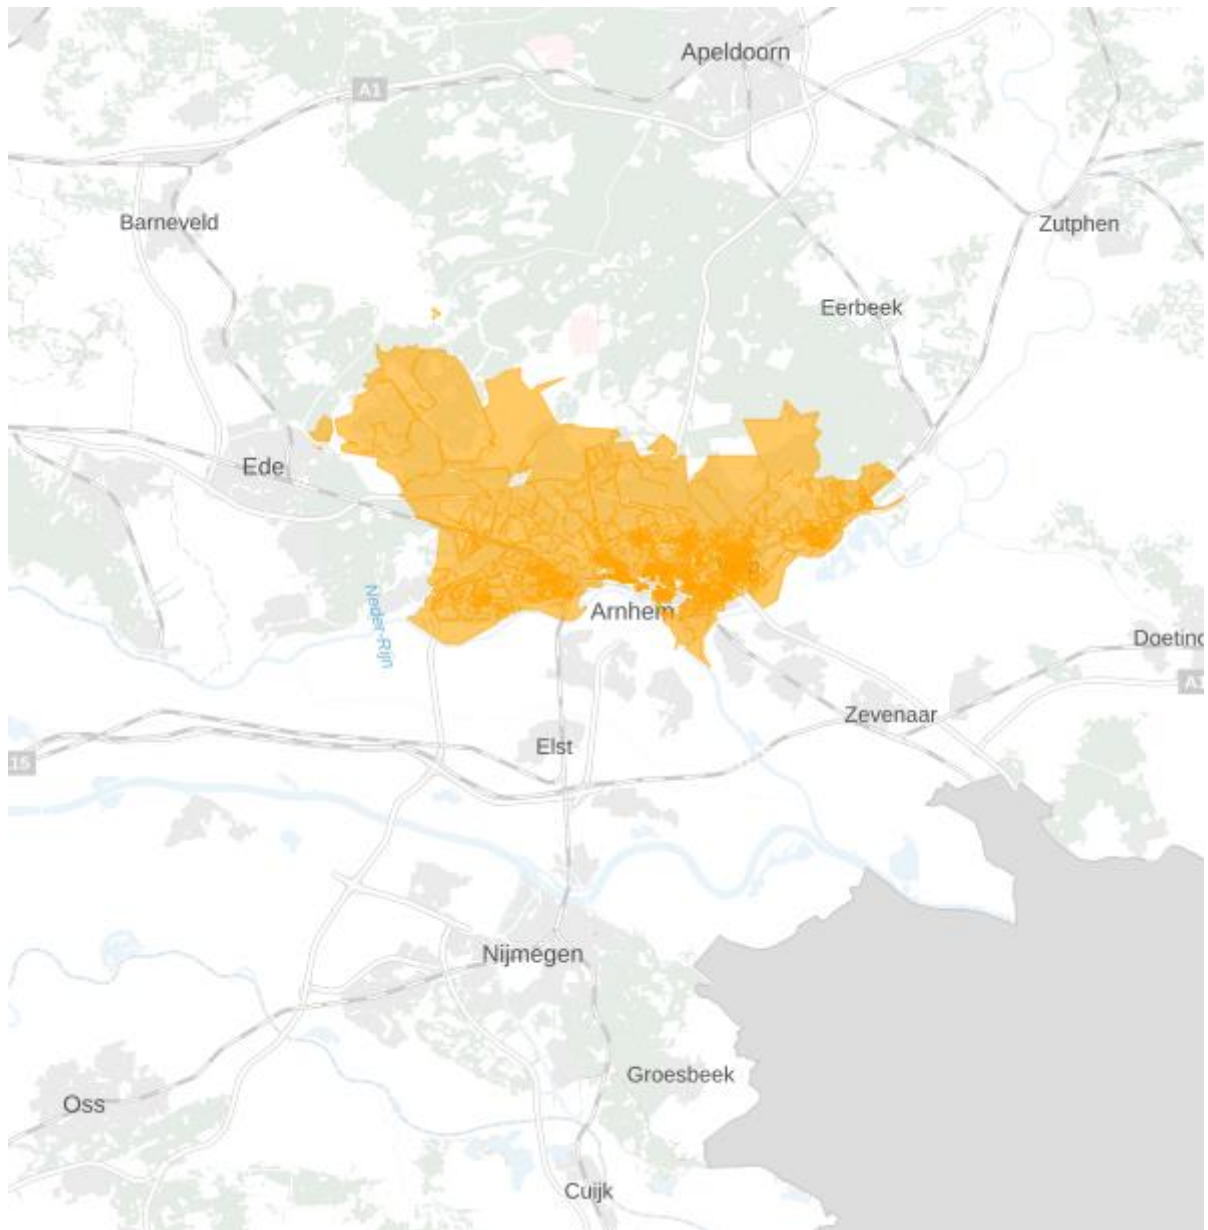 Apeldoorn
A1
Barneveld
Zutphen
Eerbeek
Ede
Neder-Rijn
Arnhem
Doetinc
A1
Zevenaar
Elst
15
Nijmegen
Groesbeek
Oss
Cuijk